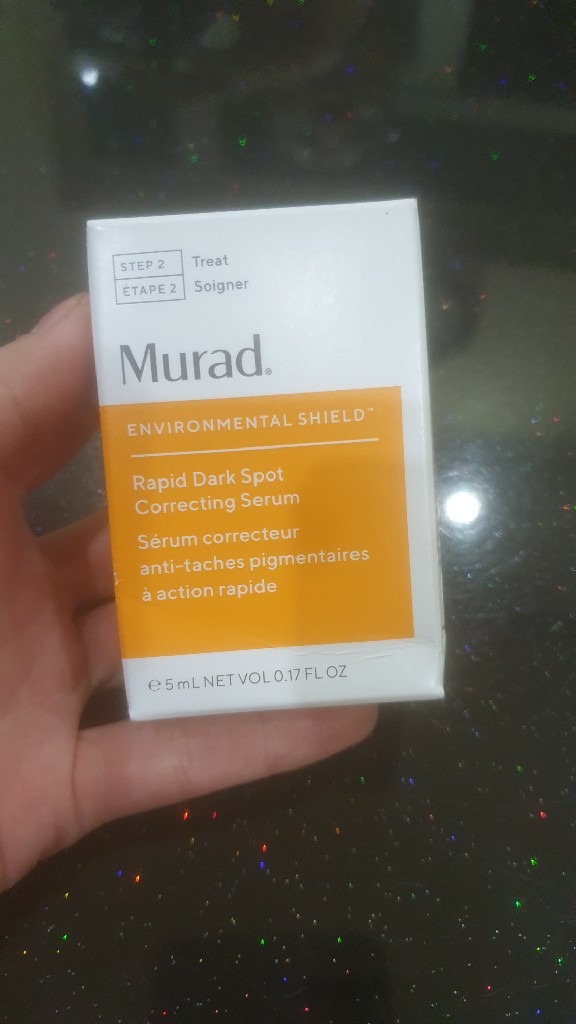 STEP 2 Treat
ÉTAPE 2 Soigner
Murad®
ENVIRONMENTAL SHIELD™
Rapid Dark Spot
Correcting Serum
Sérum correcteur
anti-taches pigmentaires
à action rapide
℮ 5 mL NET VOL 0.17 FL OZ